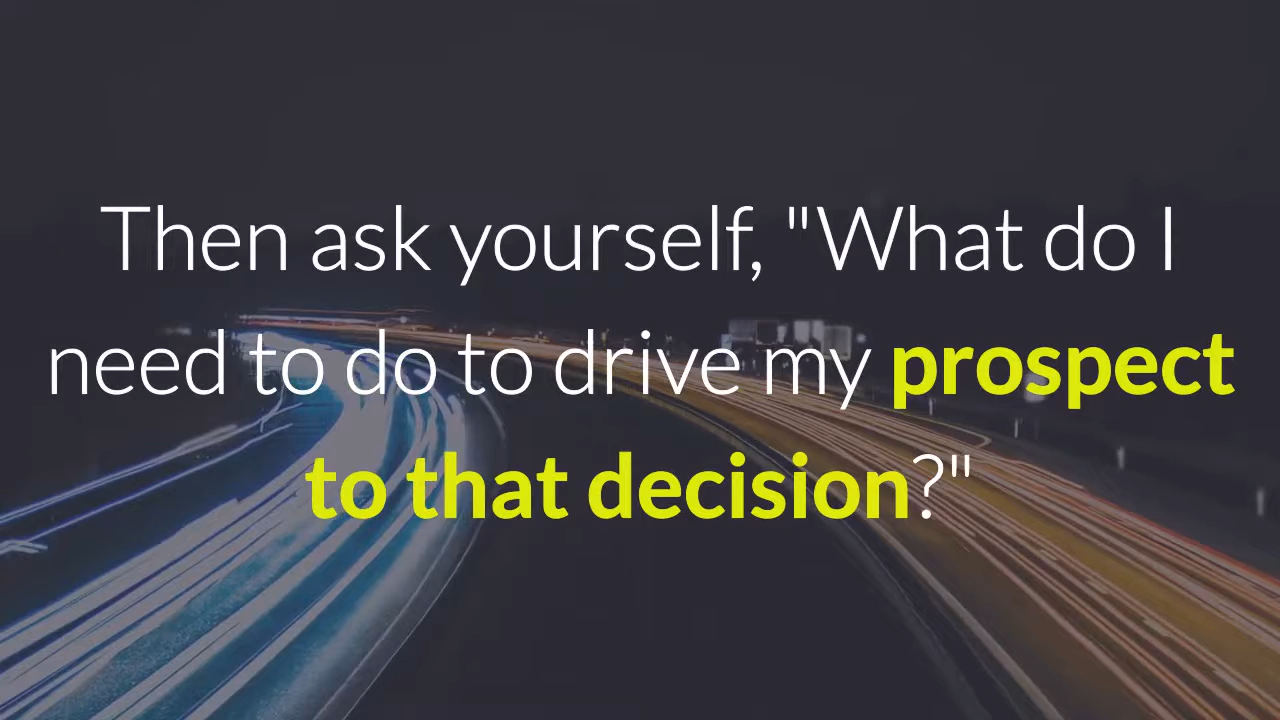 Then ask yourself, "What do I
need to do to drive my prospect
to that decision?"